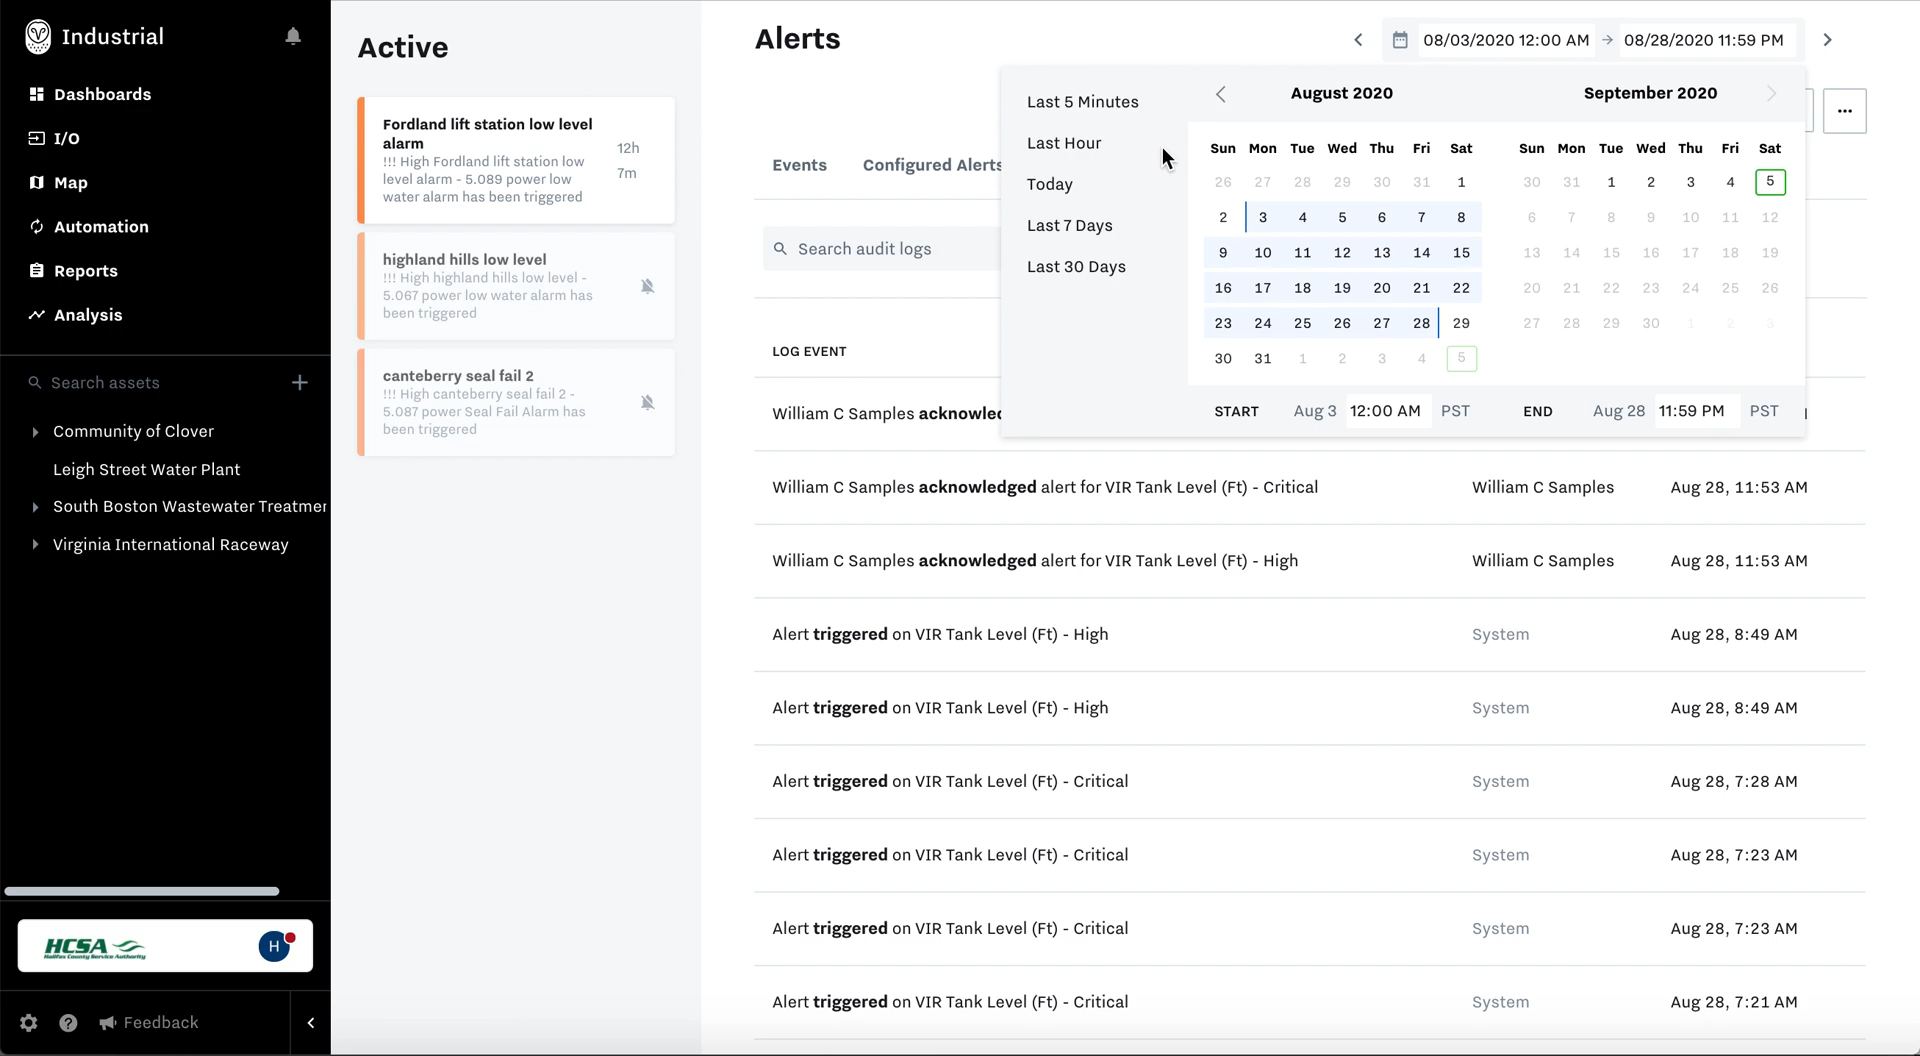 Industrial
Dashboards
I/O
Map
Automation
Reports
Analysis
Search assets
Community of Clover
Leigh Street Water Plant
South Boston Wastewater Treatmer
Virginia International Raceway
HCSA
Halifax County Service Authority
H
Feedback
Active
Fordland lift station low level
alarm
!!! High Fordland lift station low
level alarm - 5.089 power low
water alarm has been triggered
12h
7m
highland hills low level
!!! High highland hills low level -
5.067 power low water alarm has
been triggered
canteberry seal fail 2
!!! High canteberry seal fail 2 -
5.087 power Seal Fail Alarm has
been triggered
Alerts
08/03/2020 12:00 AM → 08/28/2020 11:59 PM
...
Events Configured Alerts
Search audit logs
Last 5 Minutes
Last Hour
Today
Last 7 Days
Last 30 Days
August 2020
Sun Mon Tue Wed Thu Fri Sat
26 27 28 29 30 31 1
2 3 4 5 6 7 8
9 10 11 12 13 14 15
16 17 18 19 20 21 22
23 24 25 26 27 28 29
30 31 1 2 3 4 5
September 2020
Sun Mon Tue Wed Thu Fri Sat
30 31 1 2 3 4 5
6 7 8 9 10 11 12
13 14 15 16 17 18 19
20 21 22 23 24 25 26
27 28 29 30 1 2 3
START Aug 3 12:00 AM PST END Aug 28 11:59 PM PST
LOG EVENT
William C Samples acknowled
William C Samples acknowledged alert for VIR Tank Level (Ft) - Critical William C Samples Aug 28, 11:53 AM
William C Samples acknowledged alert for VIR Tank Level (Ft) - High William C Samples Aug 28, 11:53 AM
Alert triggered on VIR Tank Level (Ft) - High System Aug 28, 8:49 AM
Alert triggered on VIR Tank Level (Ft) - High System Aug 28, 8:49 AM
Alert triggered on VIR Tank Level (Ft) - Critical System Aug 28, 7:28 AM
Alert triggered on VIR Tank Level (Ft) - Critical System Aug 28, 7:23 AM
Alert triggered on VIR Tank Level (Ft) - Critical System Aug 28, 7:23 AM
Alert triggered on VIR Tank Level (Ft) - Critical System Aug 28, 7:21 AM